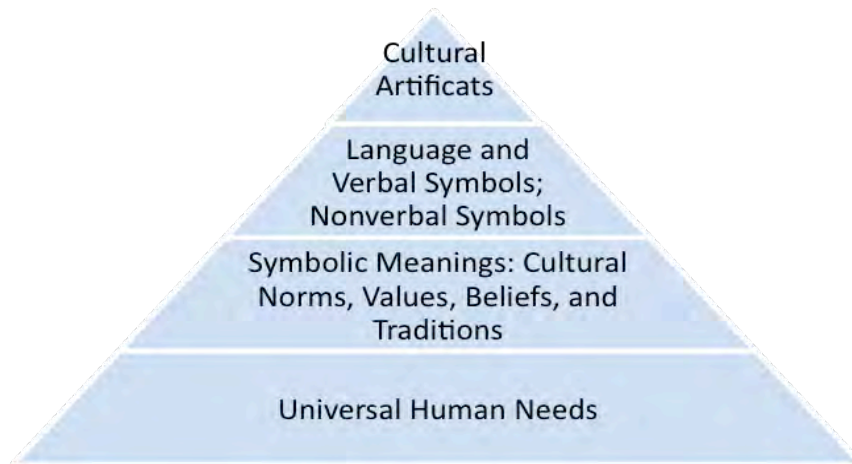 Cultural
Artificats
Language and
Verbal Symbols;
Nonverbal Symbols
Symbolic Meanings: Cultural
Norms, Values, Beliefs, and
Traditions
Universal Human Needs